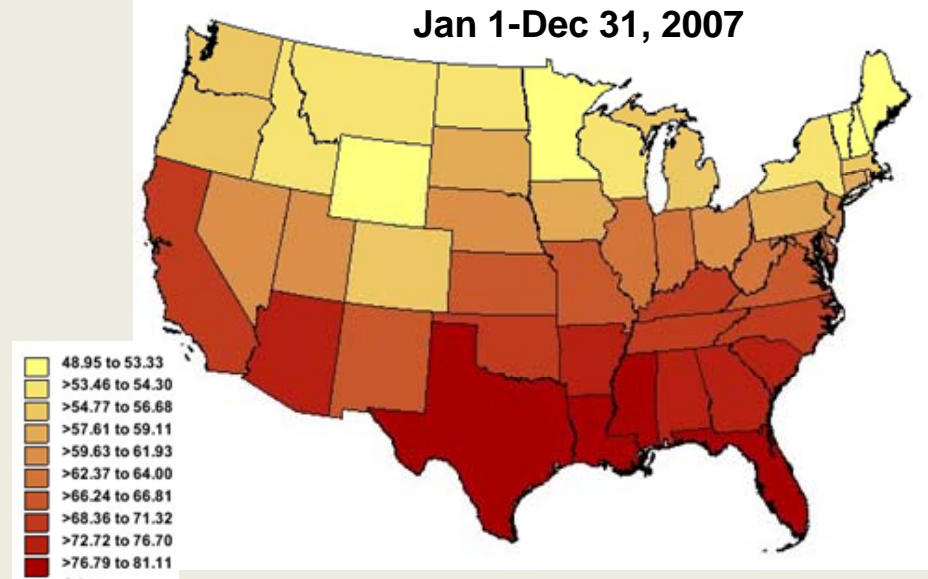 Jan 1-Dec 31, 2007
48.95 to 53.33
>53.46 to 54.30
>54.77 to 56.68
>57.61 to 59.11
>59.63 to 61.93
>62.37 to 64.00
>66.24 to 66.81
>68.36 to 71.32
>72.72 to 76.70
>76.79 to 81.11